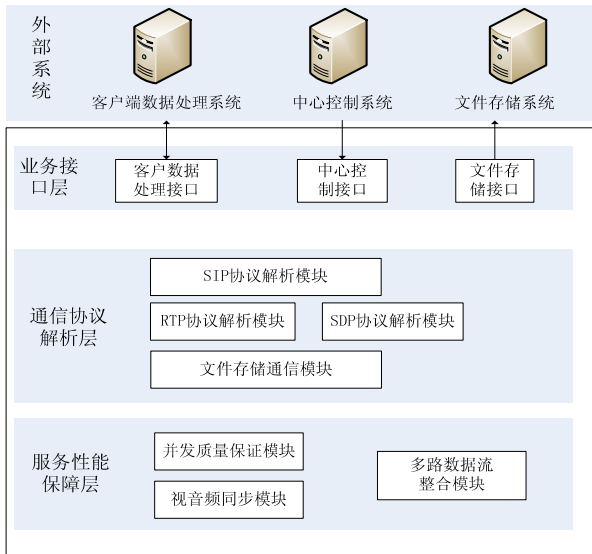 外部系统
客户端数据处理系统
中心控制系统
文件存储系统
业务接
口层
客户数据
处理接口
中心控
制接口
文件存
储接口
通信协议
解析层
SIP协议解析模块
RTP协议解析模块
SDP协议解析模块
文件存储通信模块
服务性能
保障层
并发质量保证模块
视音频同步模块
多路数据流
整合模块